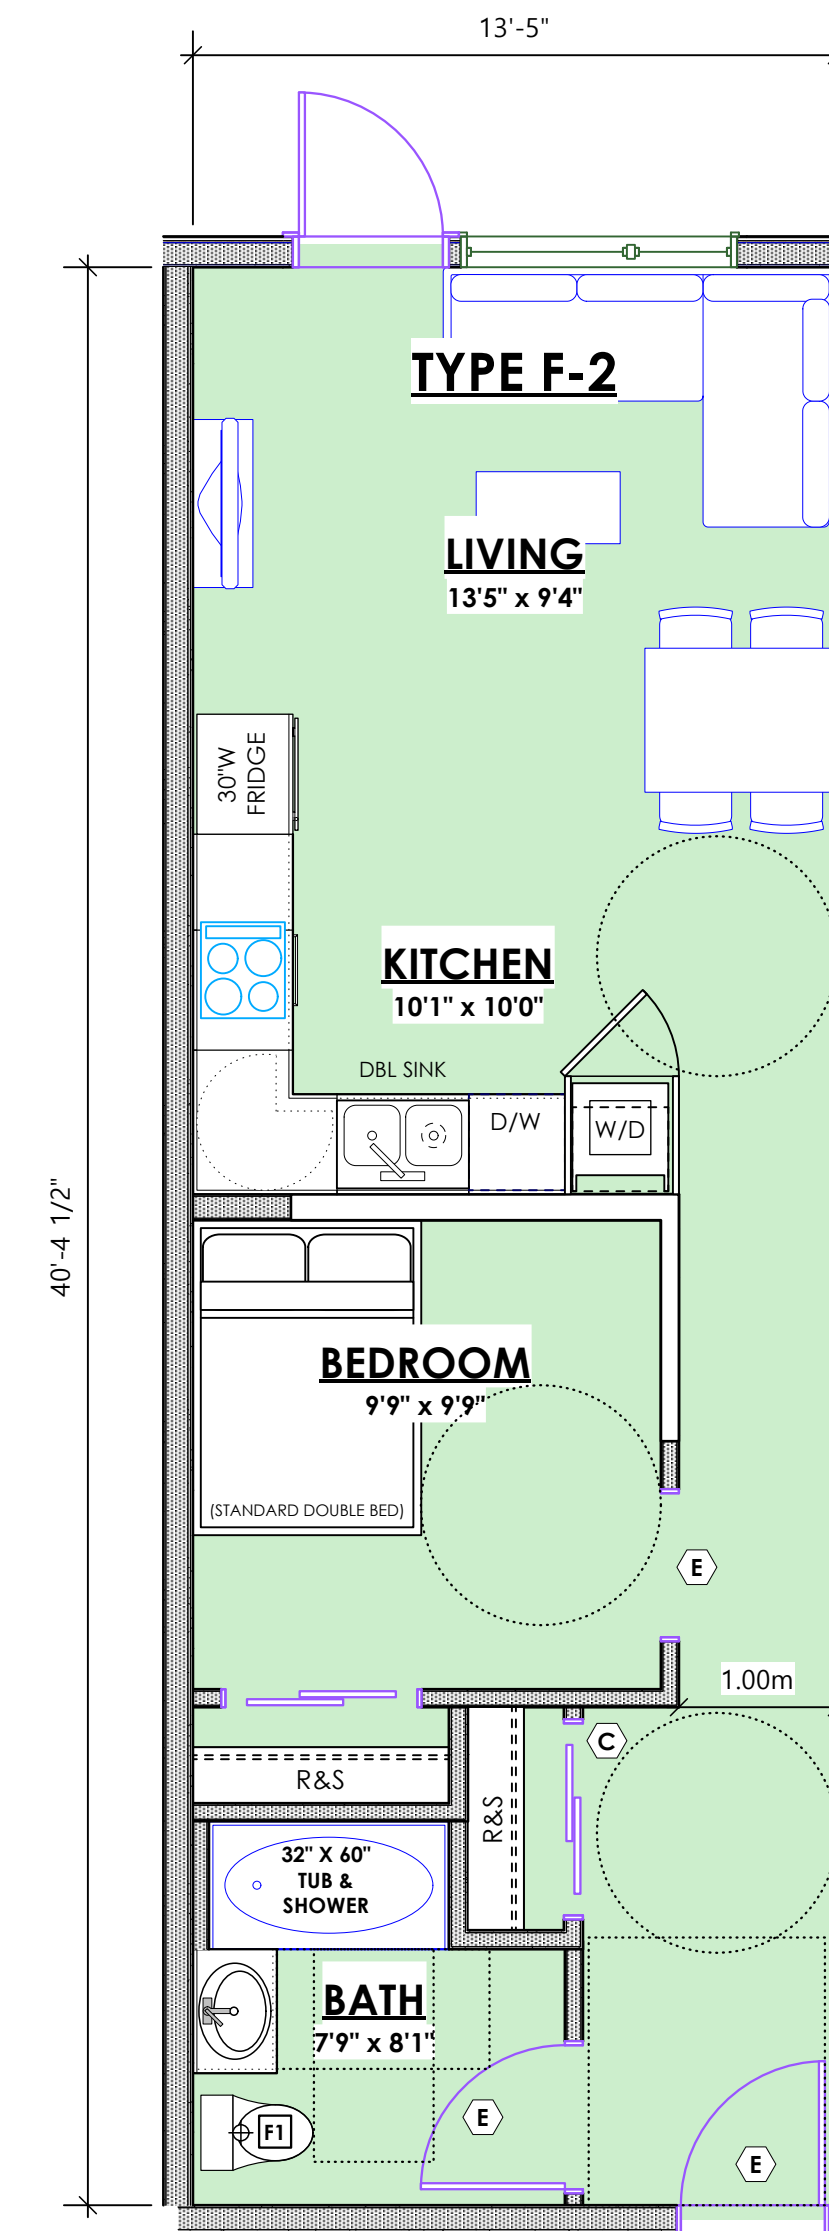 13'-5"
TYPE F-2
LIVING
13'5" x 9'4"
30"W
FRIDGE
KITCHEN
10'1" x 10'0"
DBL SINK
D/W
W/D
40'-4 1/2"
BEDROOM
9'9" x 9'9"
(STANDARD DOUBLE BED)
E
1.00m
C
R&S
R&S
32" X 60"
TUB &
SHOWER
BATH
7'9" x 8'1"
E
F1
E